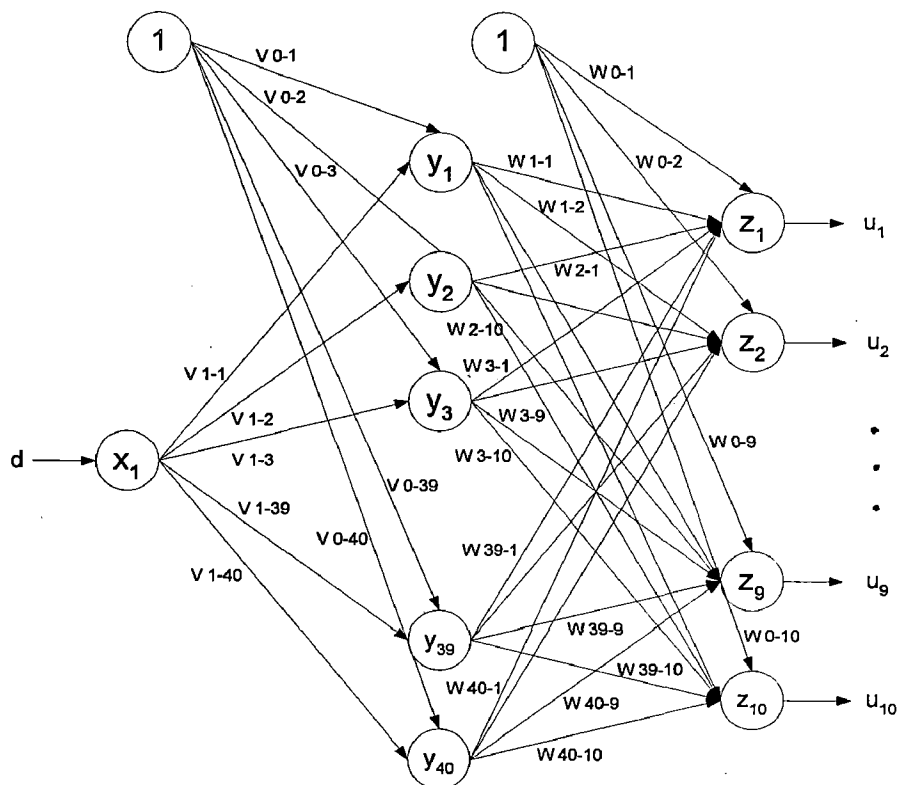 1
1
V 0-1
W 0-1
V 0-2
W 0-2
V 0-3
y1
W 1-1
W 1-2
z1
u1
y2
W 2-1
W 2-10
z2
u2
V 1-1
W 3-1
y3
V 1-2
W 3-9
W 0-9
d
x1
V 1-3
W 3-10
V 0-39
V 1-39
V 0-40
W 39-1
V 1-40
z9
u9
y39
W 39-9
W 0-10
W 39-10
W 40-1
W 40-9
z10
u10
y40
W 40-10